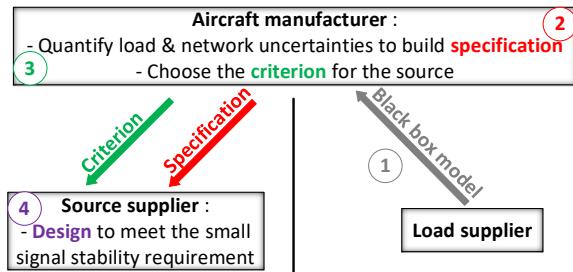 Aircraft manufacturer :
2
- Quantify load & network uncertainties to build specification
3
- Choose the criterion for the source
Criterion
Specification
1
Black box model
4
Source supplier :
- Design to meet the small
signal stability requirement
Load supplier